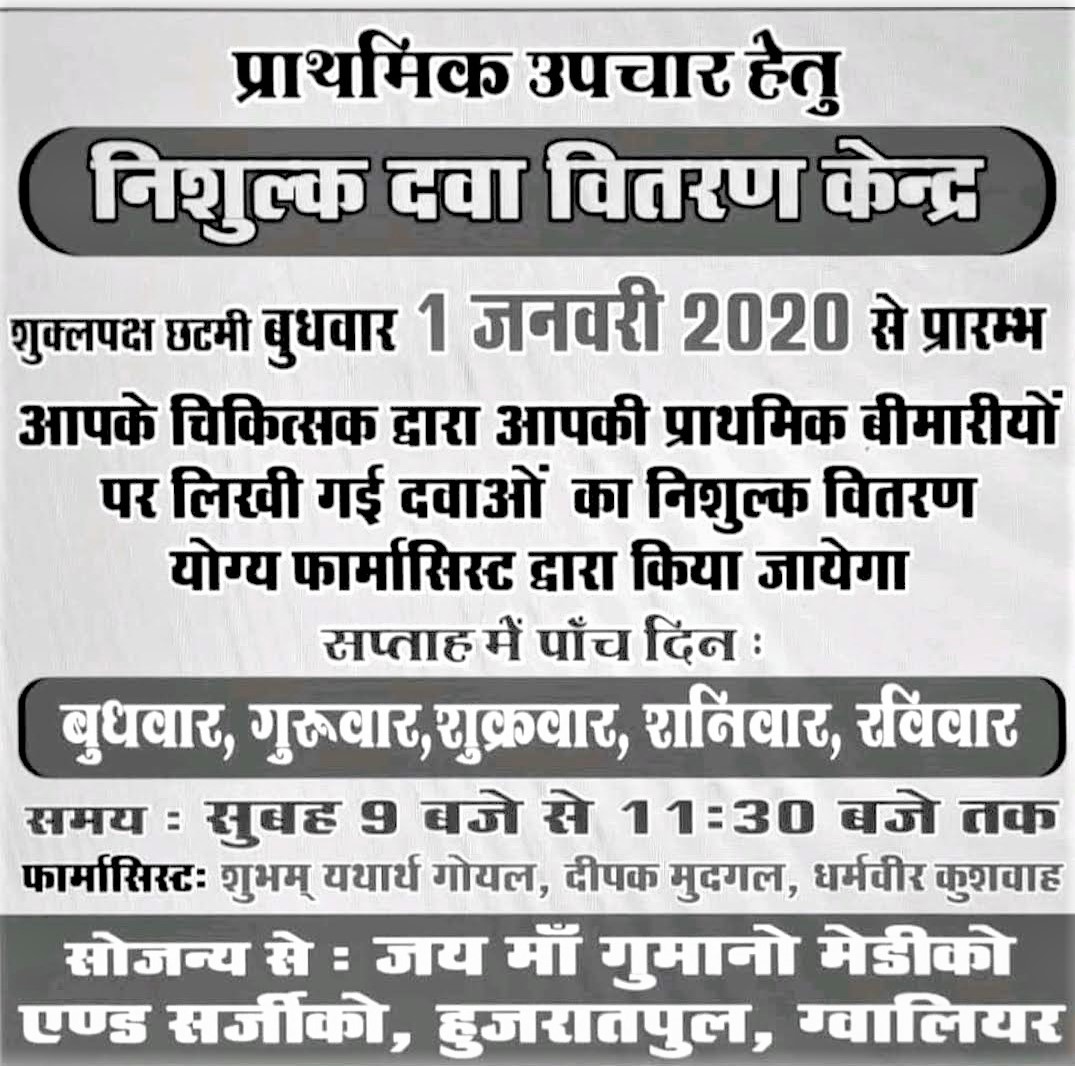 प्राथमिक उपचार हेतु
निशुल्क दवा वितरण केन्द्र
शुक्लपक्ष छटमी बुधवार 1 जनवरी 2020 से प्रारम्भ
आपके चिकित्सक द्वारा आपकी प्राथमिक बीमारीयों
पर लिखी गई दवाओं का निशुल्क वितरण
योग्य फार्मासिस्ट द्वारा किया जायेगा
सप्ताह में पाँच दिन :
बुधवार, गुरूवार,शुक्रवार, शनिवार, रविवार
समय : सुबह 9 बजे से 11:30 बजे तक
फार्मासिस्टः शुभम् यथार्थ गोयल, दीपक मुदगल, धर्मवीर कुशवाह
सोजन्य से : जय माँ गुमानो मेडीको
एण्ड सर्जीको, हुजरातपुल, ग्वालियर